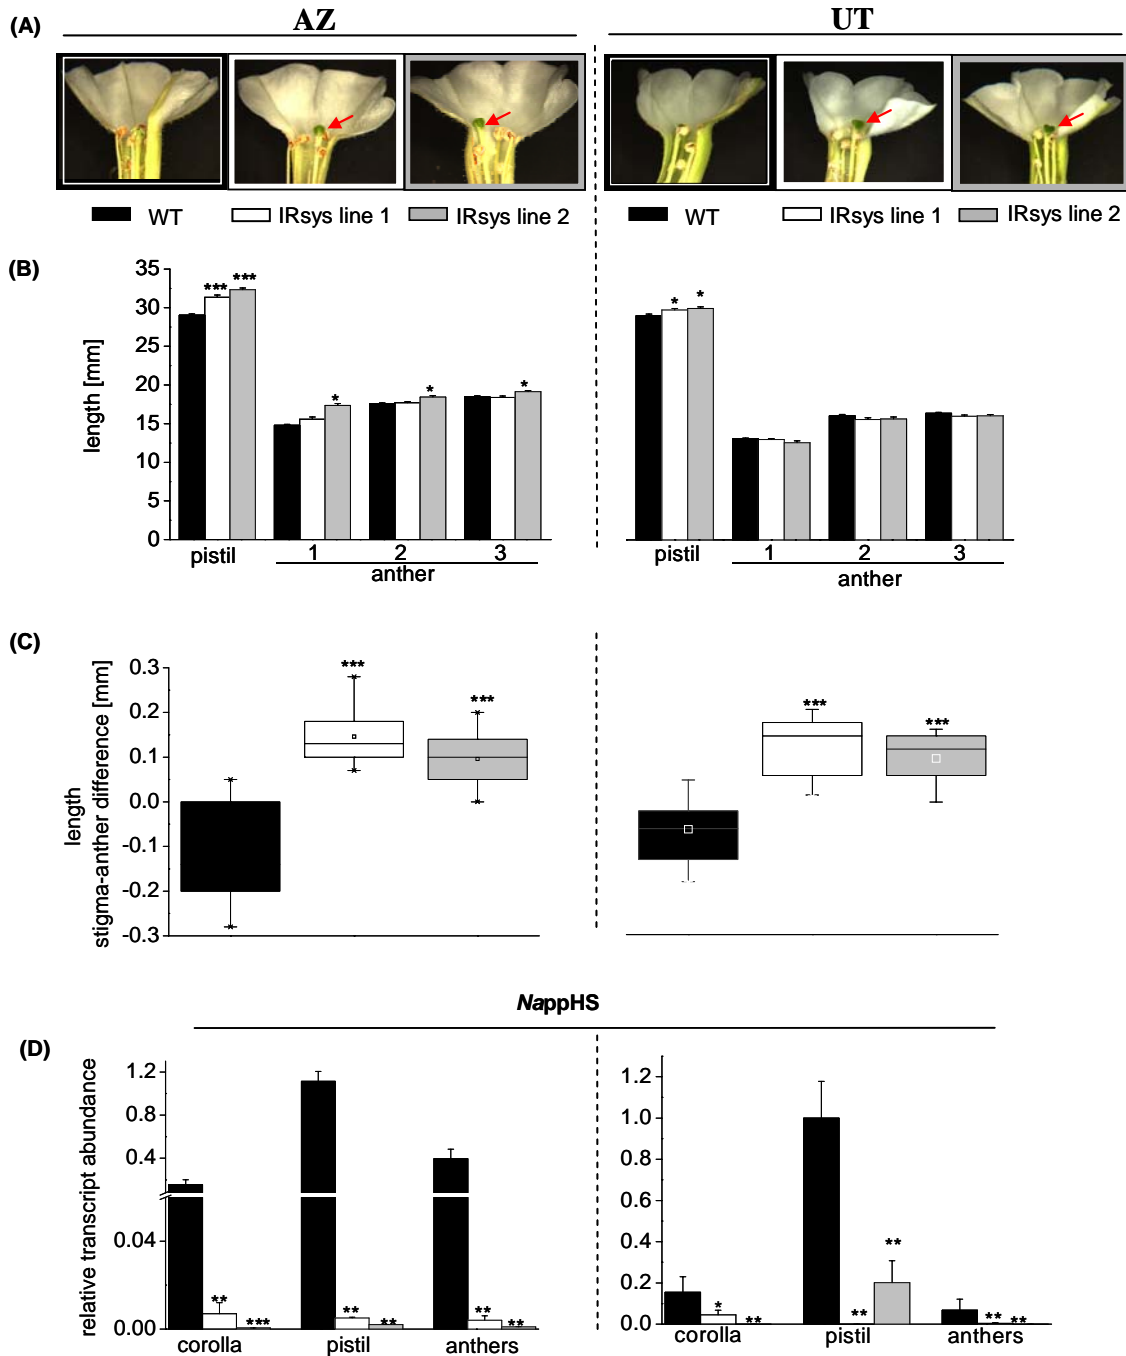 (A)
AZ
UT
WT
IRsys line 1
IRsys line 2
WT
IRsys line 1
IRsys line 2
(B)
length [mm]
35
30
25
20
15
10
5
0
*** ***
*
*
*
* *
pistil
1
2
3
anther
pistil
1
2
3
anther
(C)
length
stigma-anther difference [mm]
0.3
0.2
0.1
0.0
-0.1
-0.2
-0.3
***
***
***
***
NappHS
(D)
relative transcript abundance
1.2
0.8
0.4
0.04
0.00
**
***
**
**
**
**
corolla
pistil
anthers
1.2
1.0
0.8
0.6
0.4
0.2
0.0
*
**
**
**
**
**
corolla
pistil
anthers